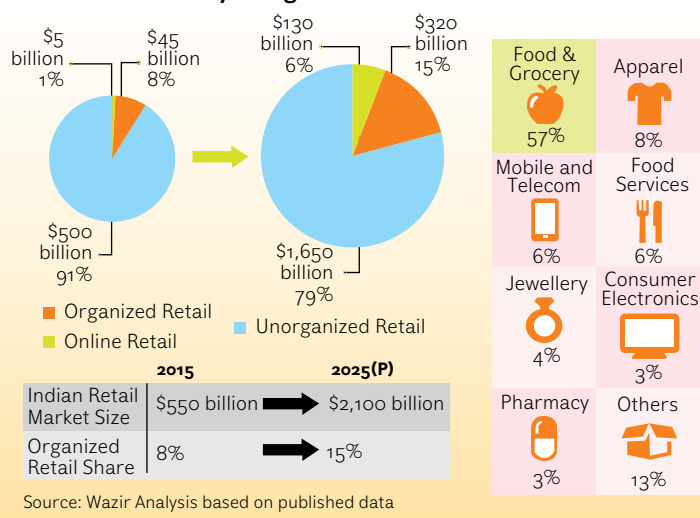 $5
billion
1%
$45
billion
8%
$130
billion
6%
$320
billion
15%
$500
billion
91%
$1,650
billion
79%
Organized Retail
Online Retail
Unorganized Retail
2015 2025(P)
Indian Retail
Market Size
$550 billion $2,100 billion
Organized
Retail Share
8% 15%
Source: Wazir Analysis based on published data
Food &
Grocery
57%
Apparel
8%
Mobile and
Telecom
6%
Food
Services
6%
Jewellery
4%
Consumer
Electronics
3%
Pharmacy
3%
Others
13%